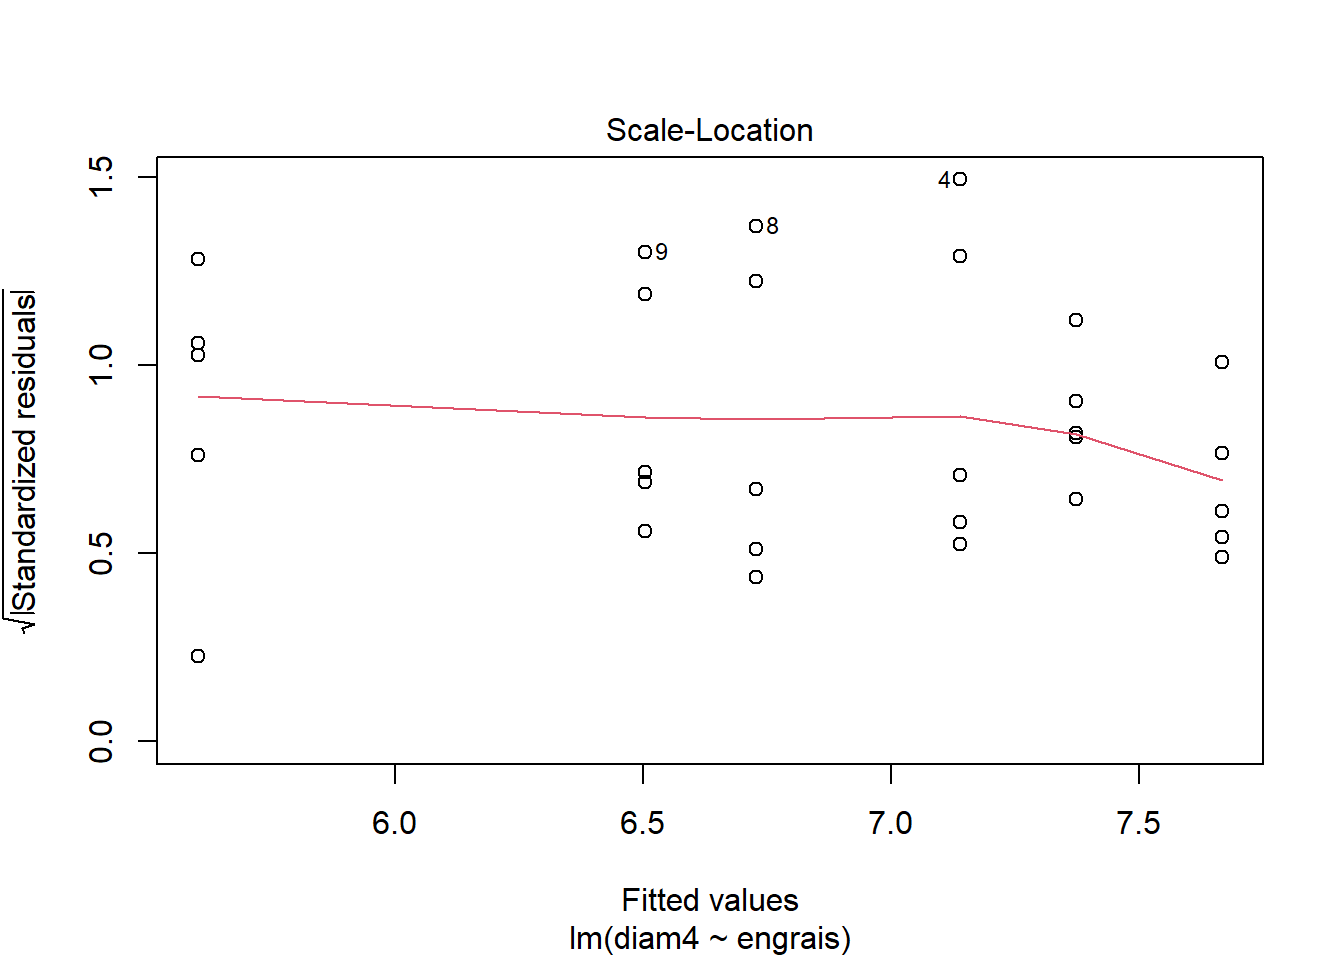 Scale-Location
√|Standardized residuals|
1.5
1.0
0.5
0.0
4
8
9
6.0 6.5 7.0 7.5
Fitted values
lm(diam4 ~ engrais)